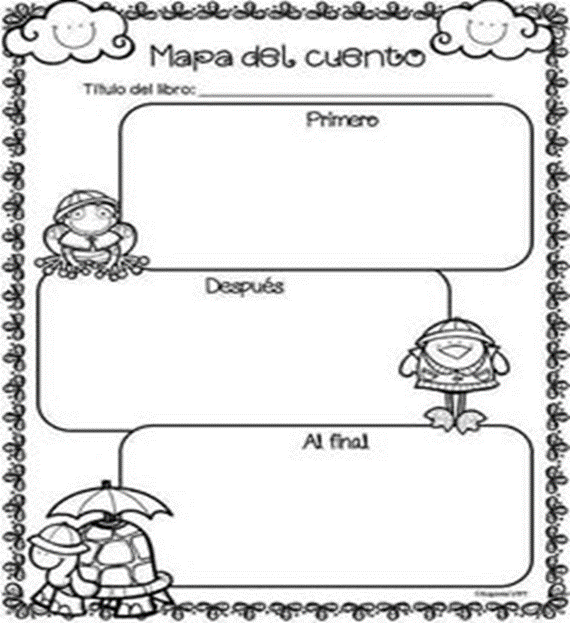 Mapa del cuento
Título del libro:
Primero
Después
Al final